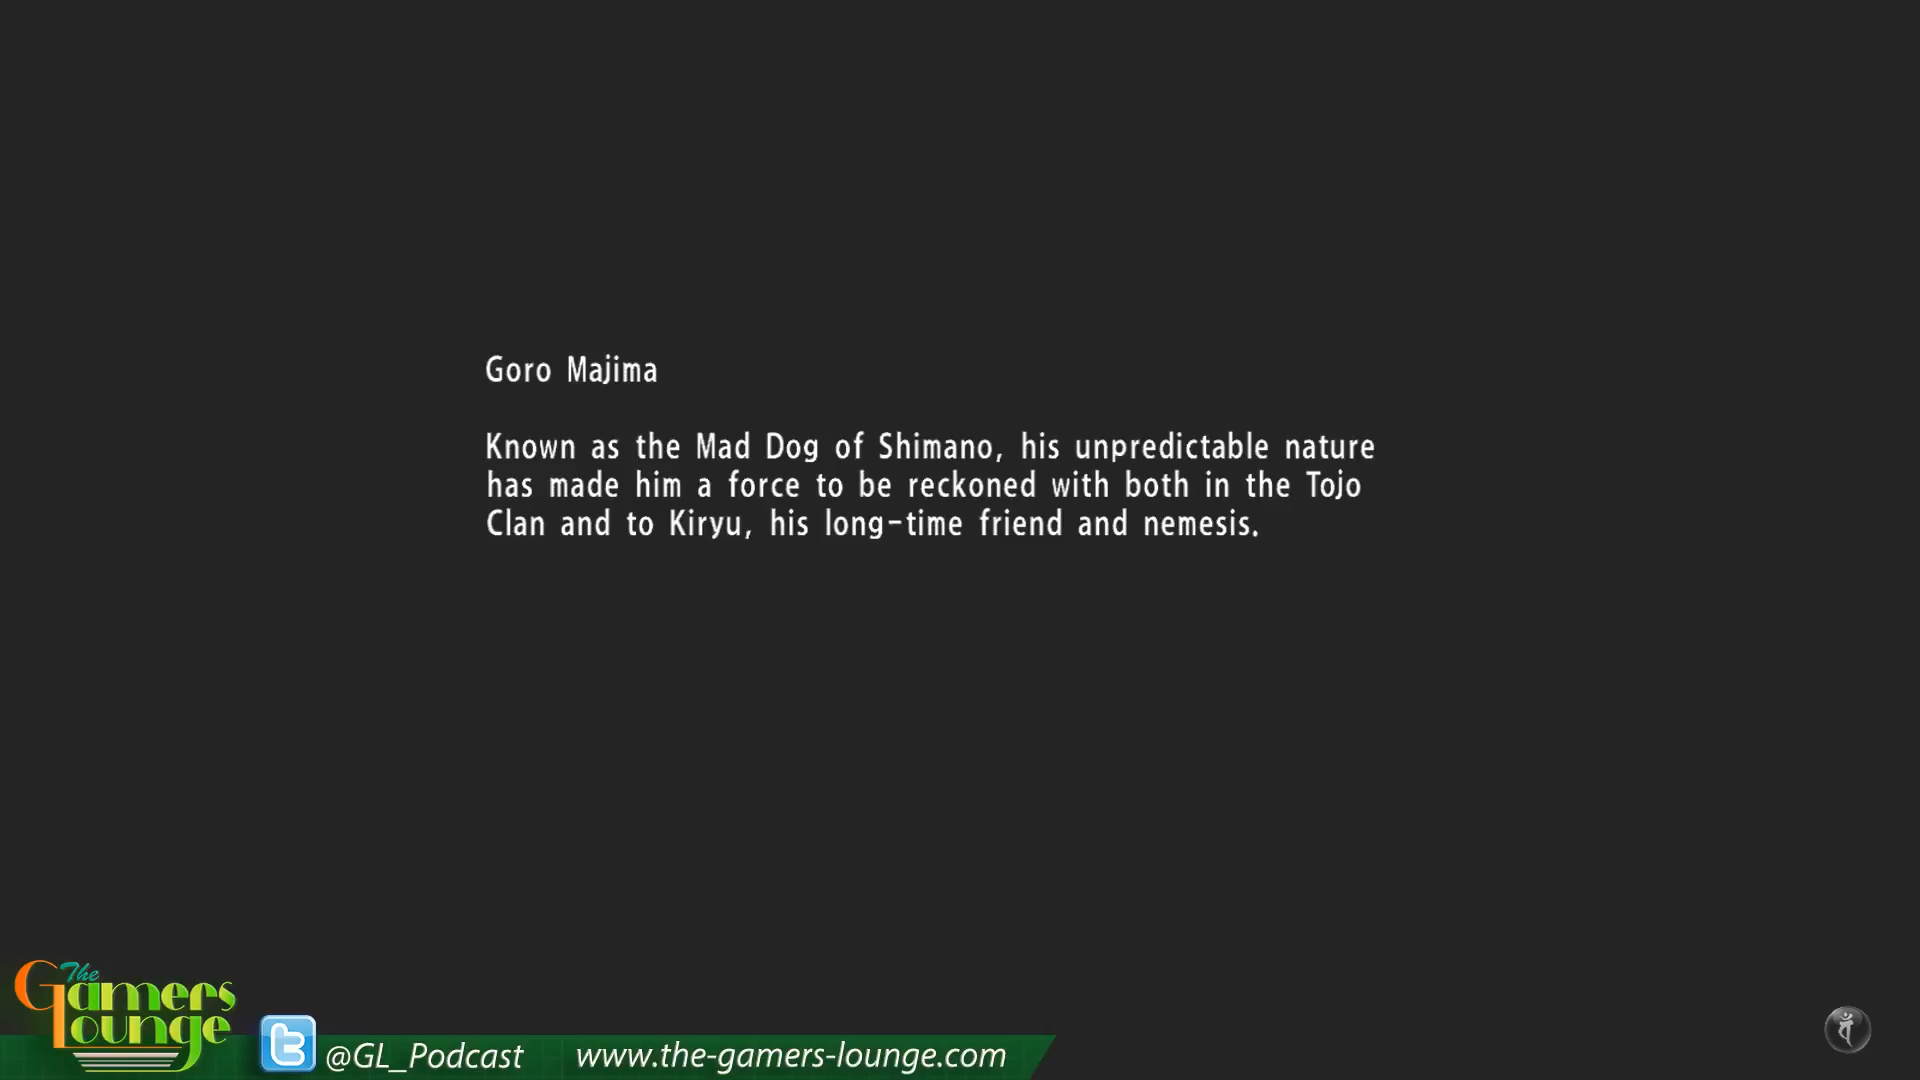 Goro Majima
Known as the Mad Dog of Shimano, his unpredictable nature
has made him a force to be reckoned with both in the Tojo
Clan and to Kiryu, his long-time friend and nemesis.
The
Gamers
Lounge
@GL_Podcast www.the-gamers-lounge.com